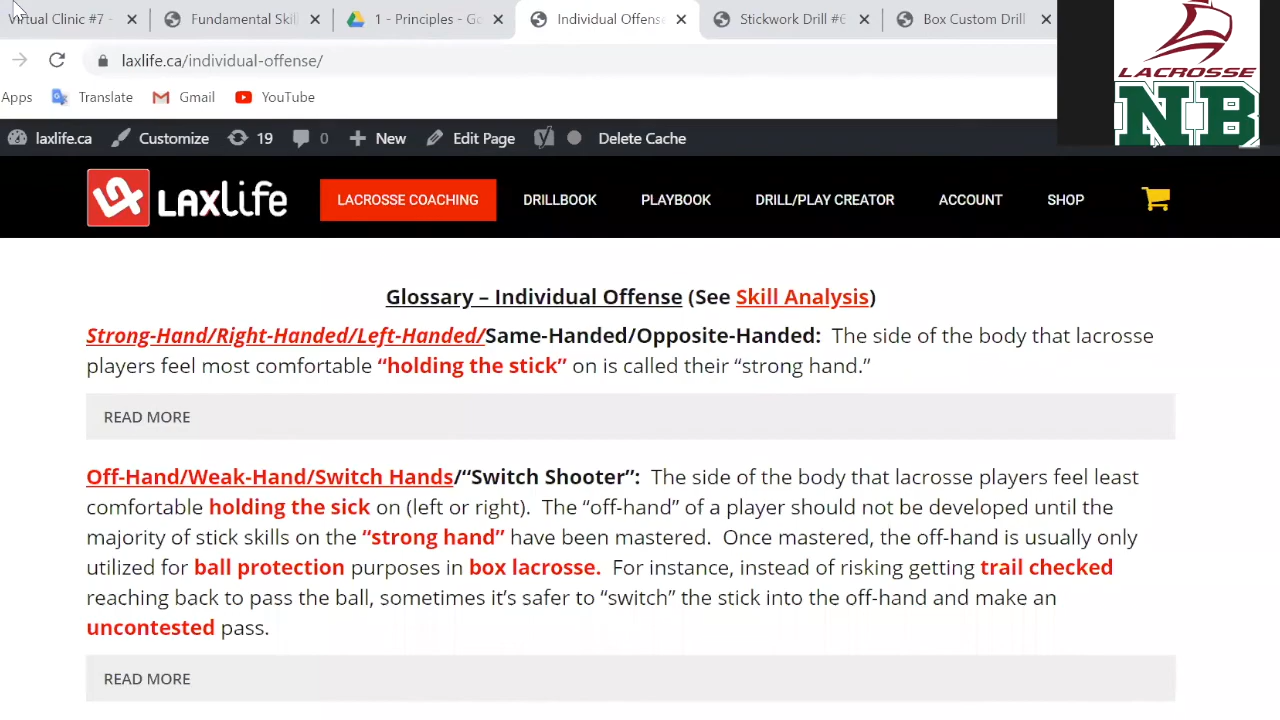 Virtual Clinic #7 -
Fundamental Skil
1 - Principles - Go
Individual Offense
Stickwork Drill #6
Box Custom Drill
laxlife.ca/individual-offense/
Apps
Translate
Gmail
YouTube
LACROSSE
NB
laxlife.ca
Customize
19
0
New
Edit Page
Delete Cache
LAXLife
LACROSSE COACHING
DRILLBOOK
PLAYBOOK
DRILL/PLAY CREATOR
ACCOUNT
SHOP
Glossary – Individual Offense (See Skill Analysis)
Strong-Hand/Right-Handed/Left-Handed/Same-Handed/Opposite-Handed: The side of the body that lacrosse
players feel most comfortable “holding the stick” on is called their “strong hand.”
READ MORE
Off-Hand/Weak-Hand/Switch Hands/“Switch Shooter”: The side of the body that lacrosse players feel least
comfortable holding the sick on (left or right). The “off-hand” of a player should not be developed until the
majority of stick skills on the “strong hand” have been mastered. Once mastered, the off-hand is usually only
utilized for ball protection purposes in box lacrosse. For instance, instead of risking getting trail checked
reaching back to pass the ball, sometimes it’s safer to “switch” the stick into the off-hand and make an
uncontested pass.
READ MORE